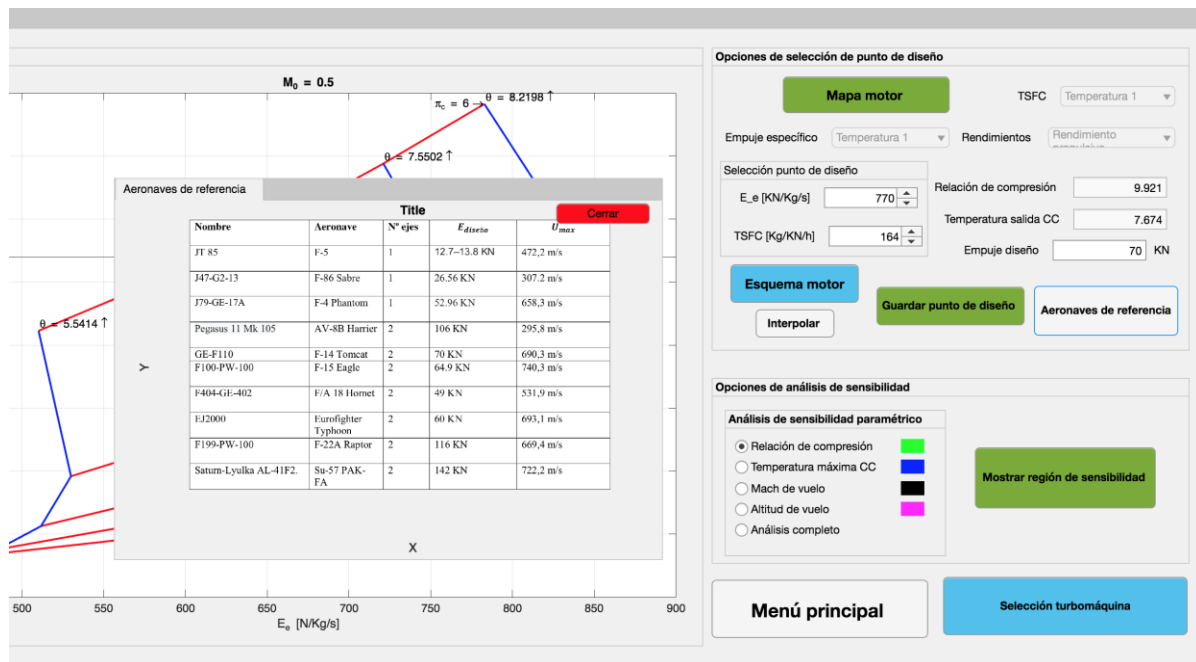 M0 = 0.5
πc = 6 →
θ = 8.2198 ↑
θ = 7.5502 ↑
θ = 5.5414 ↑
Aeronaves de referencia
Title
Cerrar
Nombre Aeronave Nº ejes Ediseño Umax
JT 85 F-5 1 12.7–13.8 KN 472,2 m/s
J47-G2-13 F-86 Sabre 1 26.56 KN 307.2 m/s
J79-GE-17A F-4 Phantom 1 52.96 KN 658,3 m/s
Pegasus 11 Mk 105 AV-8B Harrier 2 106 KN 295,8 m/s
GE-F110 F-14 Tomcat 2 70 KN 690,3 m/s
F100-PW-100 F-15 Eagle 2 64.9 KN 740,3 m/s
F404-GE-402 F/A 18 Hornet 2 49 KN 531,9 m/s
EJ2000 Eurofighter 2 60 KN 693,1 m/s
Typhoon
F199-PW-100 F-22A Raptor 2 116 KN 669,4 m/s
Saturn-Lyulka AL-41F2. Su-57 PAK- 2 142 KN 722,2 m/s
FA
Y
X
500 550 600 650 700 750 800 850 900
Ee [N/Kg/s]
Opciones de selección de punto de diseño
Mapa motor
TSFC Temperatura 1
Empuje específico Temperatura 1
Rendimientos Rendimiento
propulsivo
Selección punto de diseño
E_e [KN/Kg/s] 770
TSFC [Kg/KN/h] 164
Relación de compresión 9.921
Temperatura salida CC 7.674
Empuje diseño 70 KN
Esquema motor
Interpolar
Guardar punto de diseño
Aeronaves de referencia
Opciones de análisis de sensibilidad
Análisis de sensibilidad paramétrico
Relación de compresión
Temperatura máxima CC
Mach de vuelo
Altitud de vuelo
Análisis completo
Mostrar región de sensibilidad
Menú principal
Selección turbomáquina